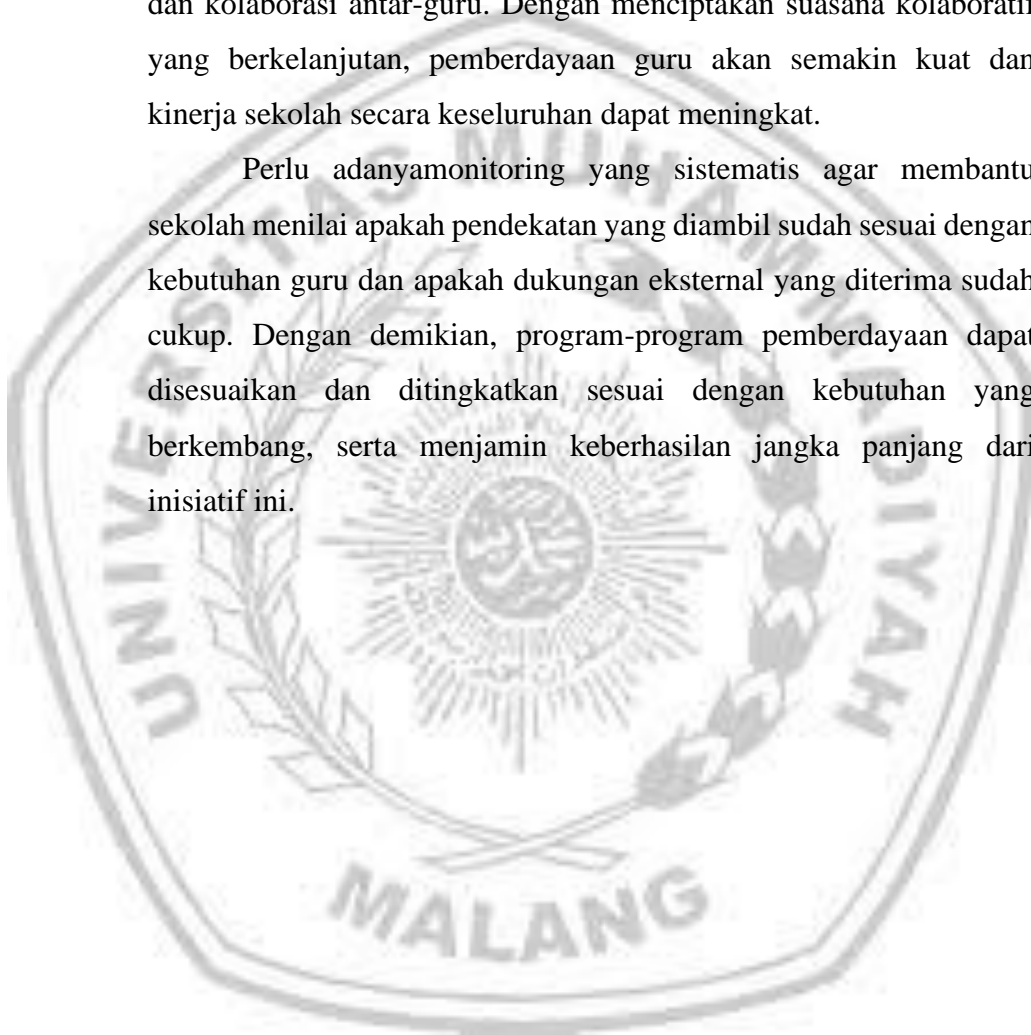 dan kolaborasi antar-guru. Dengan menciptakan suasana kolaboratif
yang berkelanjutan, pemberdayaan guru akan semakin kuat dan
kinerja sekolah secara keseluruhan dapat meningkat.
Perlu adanyamonitoring yang sistematis agar membantu
sekolah menilai apakah pendekatan yang diambil sudah sesuai dengan
kebutuhan guru dan apakah dukungan eksternal yang diterima sudah
cukup. Dengan demikian, program-program pemberdayaan dapat
disesuaikan dan ditingkatkan sesuai dengan kebutuhan yang
berkembang, serta menjamin keberhasilan jangka panjang dari
inisiatif ini.
UNIVERSITAS MUHAMMADIYAH
MALANG